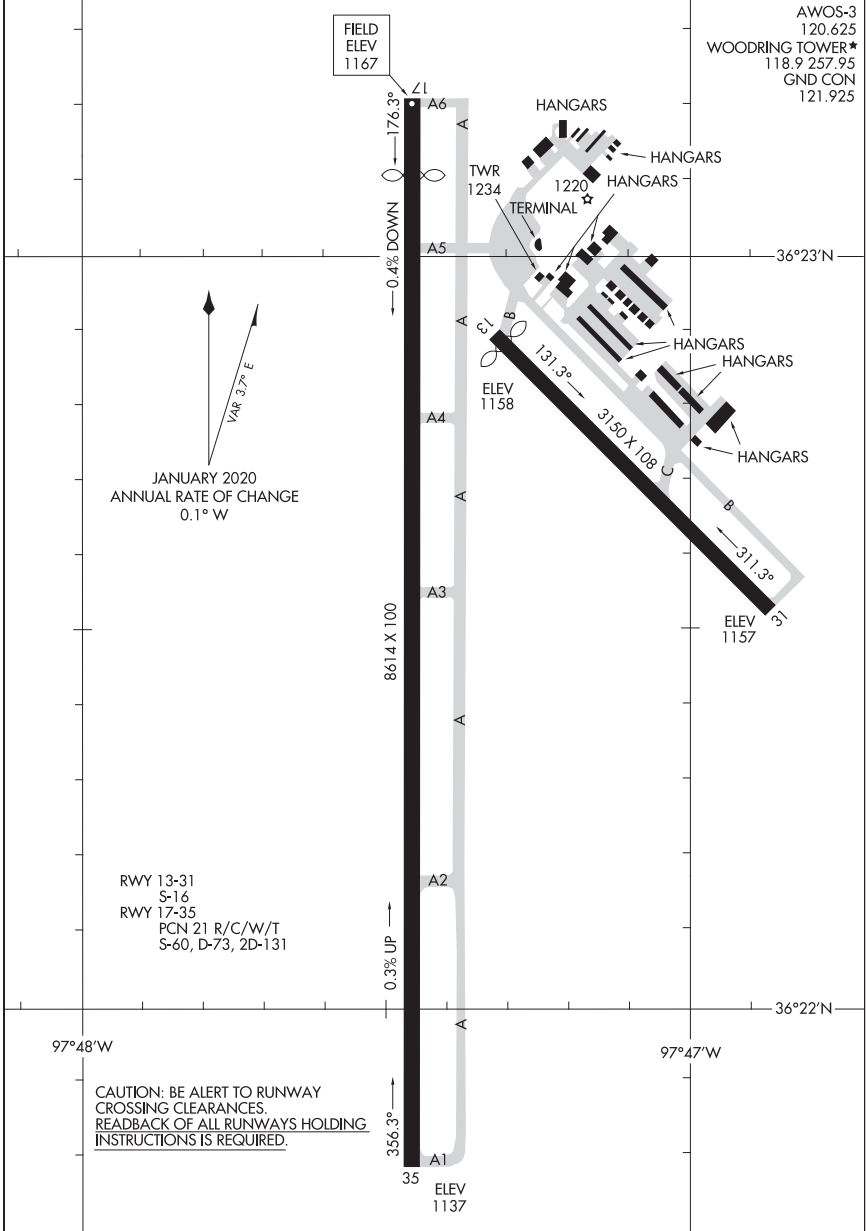 AWOS-3
120.625
WOODRING TOWER★
118.9 257.95
GND CON
121.925
FIELD
ELEV
1167
17
176.3°
A6
A
HANGARS
HANGARS
TWR
1234
1220
HANGARS
TERMINAL
0.4% DOWN
A5
36°23'N
A
B
13
ELEV
1158
131.3°
3150 X 108
HANGARS
HANGARS
HANGARS
C
B
311.3°
31
ELEV
1157
VAR 3.7° E
JANUARY 2020
ANNUAL RATE OF CHANGE
0.1° W
A4
A
A3
8614 X 100
A
A2
RWY 13-31
S-16
RWY 17-35
PCN 21 R/C/W/T
S-60, D-73, 2D-131
0.3% UP
36°22'N
A
97°48'W
97°47'W
CAUTION: BE ALERT TO RUNWAY
CROSSING CLEARANCES.
READBACK OF ALL RUNWAYS HOLDING
INSTRUCTIONS IS REQUIRED.
356.3°
A1
35
ELEV
1137